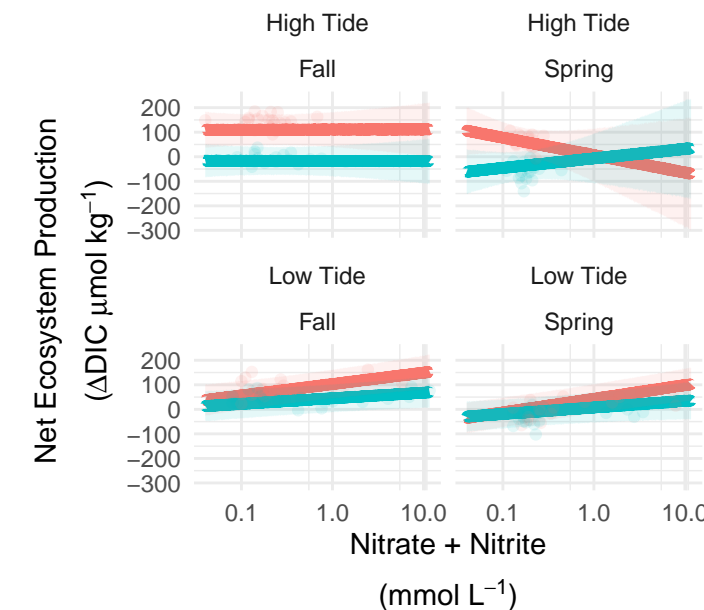 High Tide High Tide
Fall Spring
200
100
0
−100
−200
−300
Low Tide Low Tide
Fall Spring
200
100
0
−100
−200
−300
0.1 1.0 10.0 0.1 1.0 10.0
Net Ecosystem Production
(ΔDIC μmol kg⁻¹)
Nitrate + Nitrite
(mmol L⁻¹)